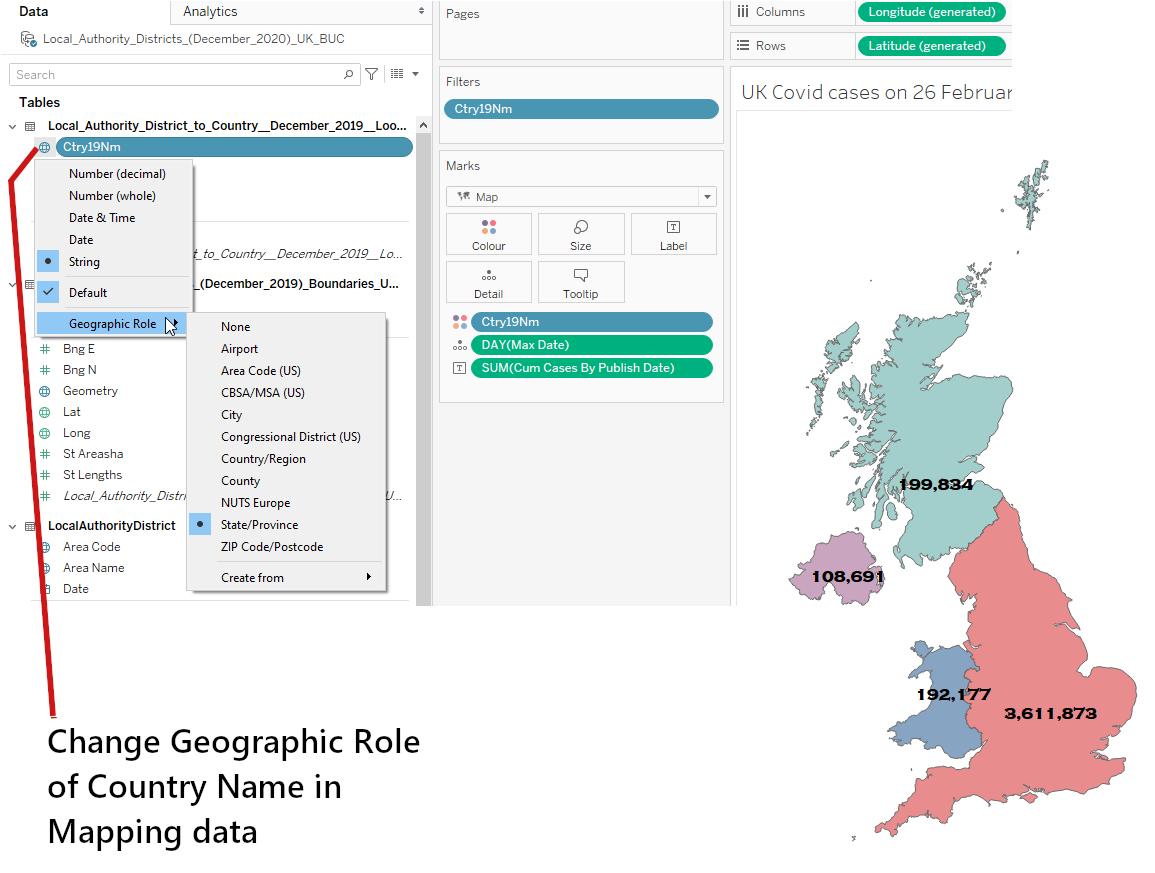 Data
Analytics
Local_Authority_Districts_(December_2020)_UK_BUC
Search
Tables
Local_Authority_District_to_Country__December_2019__Loo...
Ctry19Nm
Number (decimal)
Number (whole)
Date & Time
Date
String
Default
Geographic Role
t_to_Country__December_2019__Lo...
s_(December_2019)_Boundaries_U...
None
Airport
Area Code (US)
CBSA/MSA (US)
City
Congressional District (US)
Country/Region
County
NUTS Europe
State/Province
ZIP Code/Postcode
Create from
Bng E
Bng N
Geometry
Lat
Long
St Areasha
St Lengths
Local_Authority_Distri
U...
LocalAuthorityDistrict
Area Code
Area Name
Date
Pages
Filters
Ctry19Nm
Marks
Map
Colour
Size
Label
Detail
Tooltip
Ctry19Nm
DAY(Max Date)
SUM(Cum Cases By Publish Date)
Columns
Longitude (generated)
Rows
Latitude (generated)
UK Covid cases on 26 Februar
199,834
108,691
192,177
3,611,873
Change Geographic Role
of Country Name in
Mapping data